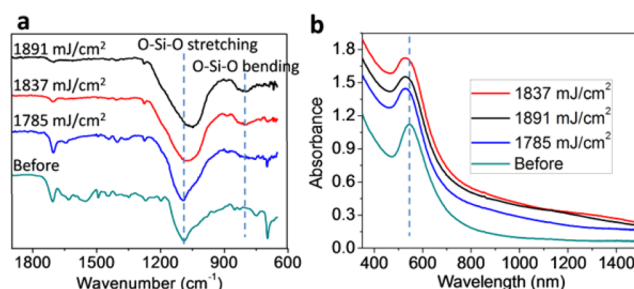 a
O-Si-O stretching
1891 mJ/cm²
O-Si-O bending
1837 mJ/cm²
1785 mJ/cm²
Before
1800 1500 1200 900 600
Wavenumber (cm⁻¹)
b
1.8
1.5
1.2
0.9
0.6
0.3
0.0
Absorbance
1837 mJ/cm²
1891 mJ/cm²
1785 mJ/cm²
Before
400 600 800 1000 1200 1400
Wavelength (nm)